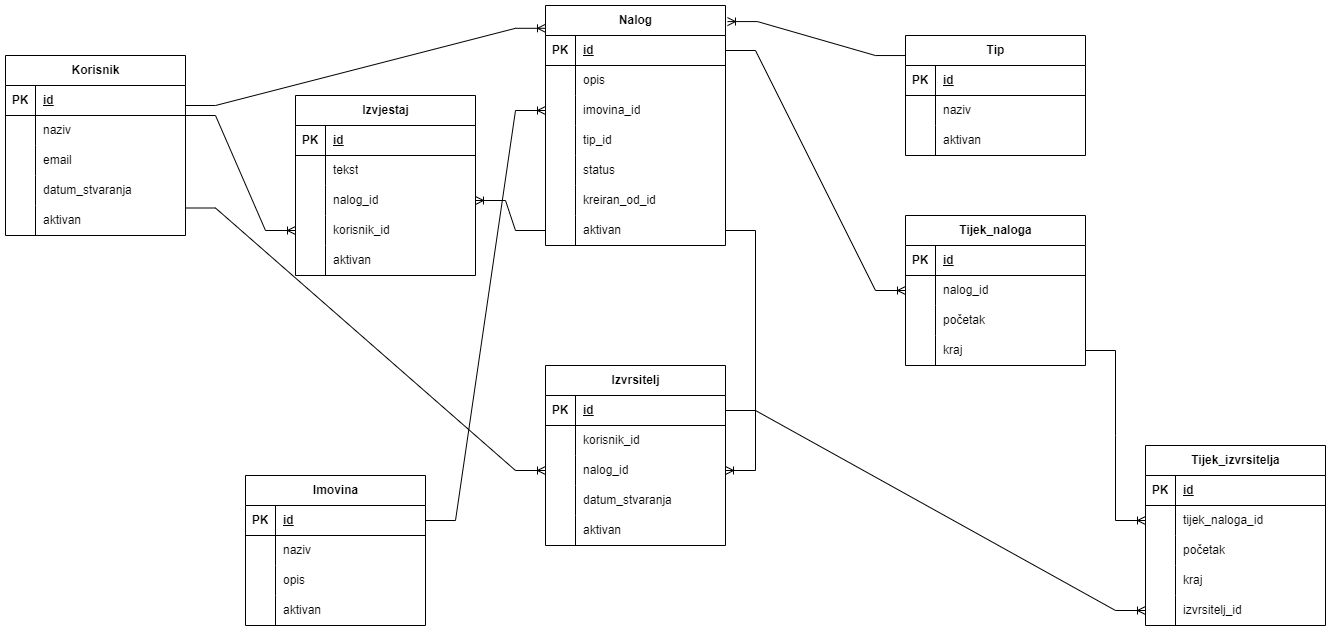 Korisnik
PK id
naziv
email
datum_stvaranja
aktivan
Izvjestaj
PK id
tekst
nalog_id
korisnik_id
aktivan
Nalog
PK id
opis
imovina_id
tip_id
status
kreiran_od_id
aktivan
Tip
PK id
naziv
aktivan
Tijek_naloga
PK id
nalog_id
početak
kraj
Izvrsitelj
PK id
korisnik_id
nalog_id
datum_stvaranja
aktivan
Imovina
PK id
naziv
opis
aktivan
Tijek_izvrsitelja
PK id
tijek_naloga_id
početak
kraj
izvrsitelj_id